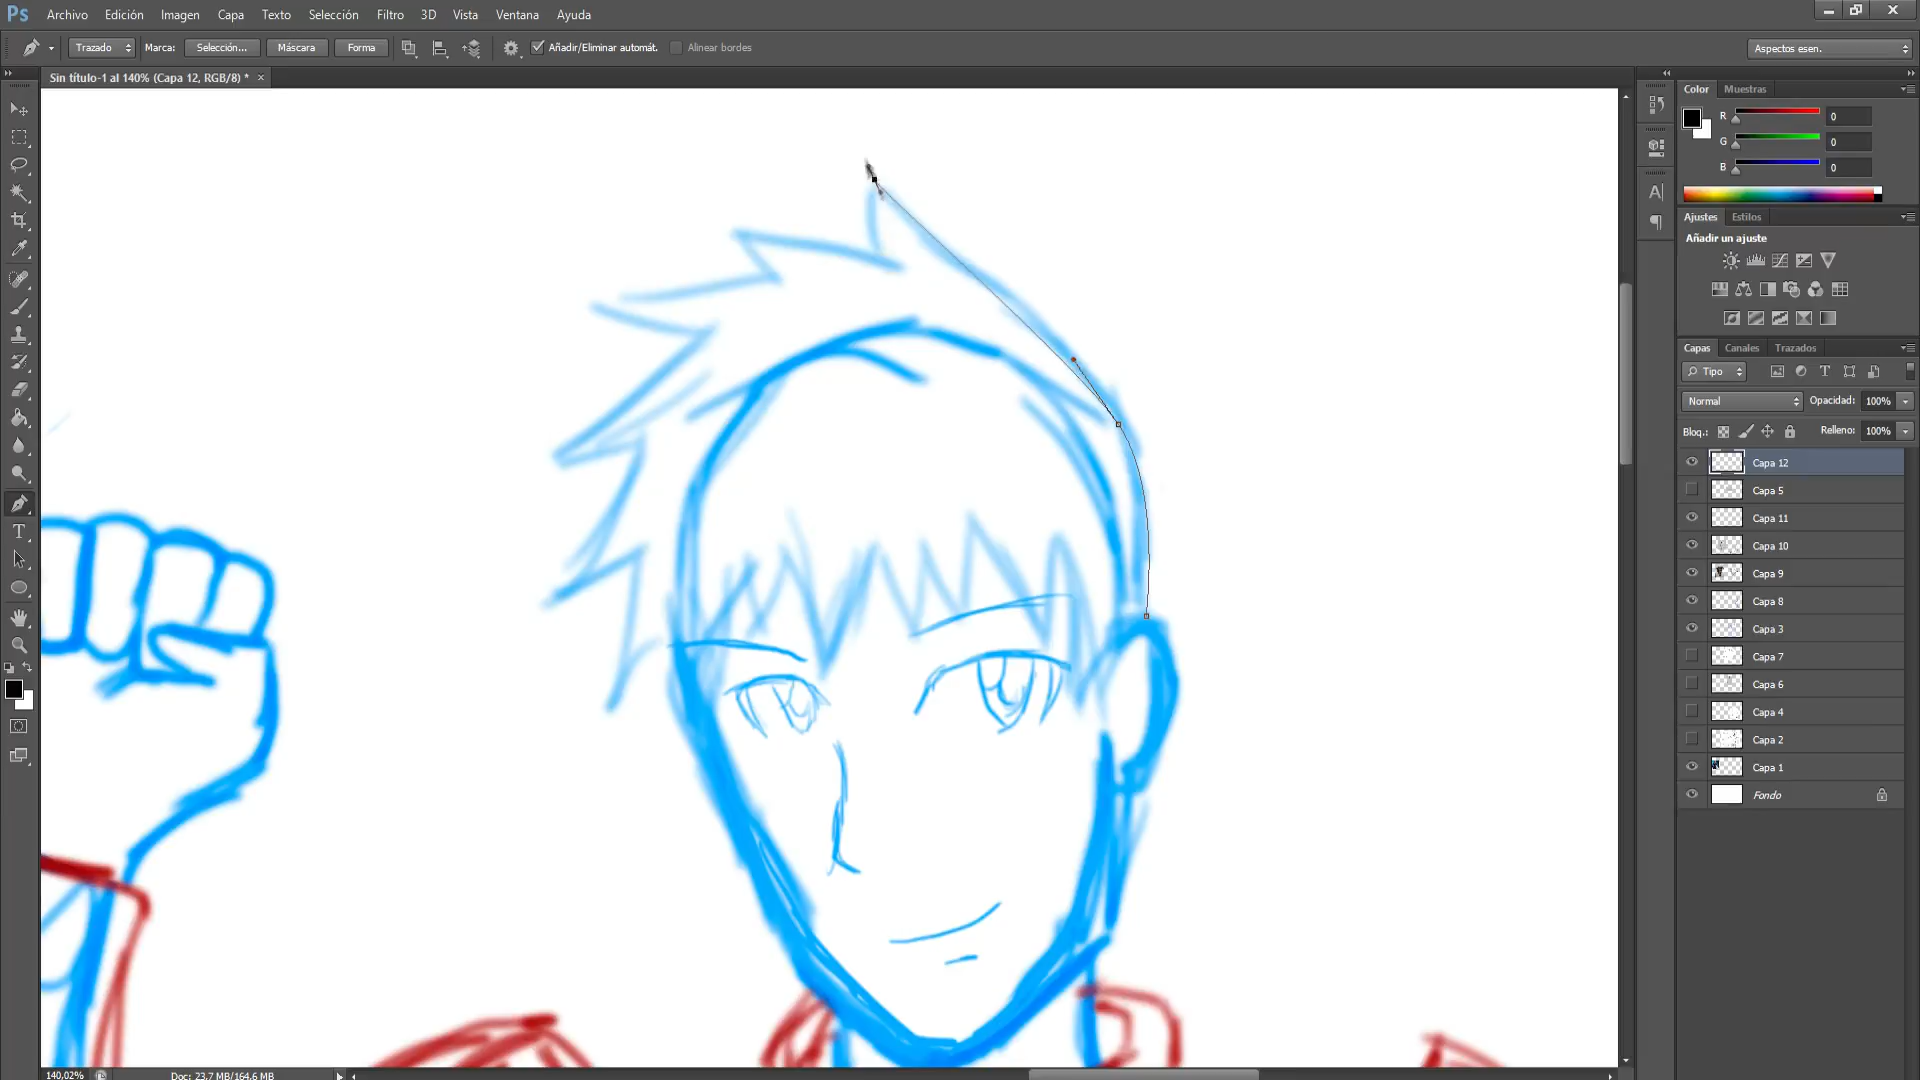 Ps Archivo Edición Imagen Capa Texto Selección Filtro 3D Vista Ventana Ayuda
Trazado Marca: Selección... Máscara Forma Añadir/Eliminar automát. Alinear bordes Aspectos esen.
Sin título-1 al 140% (Capa 12, RGB/8) * ×
Color Muestras
R 0
G 0
B 0
Ajustes Estilos
Añadir un ajuste
Capas Canales Trazados
Tipo
Normal Opacidad: 100%
Bloq.: Relleno: 100%
Capa 12
Capa 5
Capa 11
Capa 10
Capa 9
Capa 8
Capa 3
Capa 7
Capa 6
Capa 4
Capa 2
Capa 1
Fondo
140,02% Doc: 23,7 MB/164,6 MB